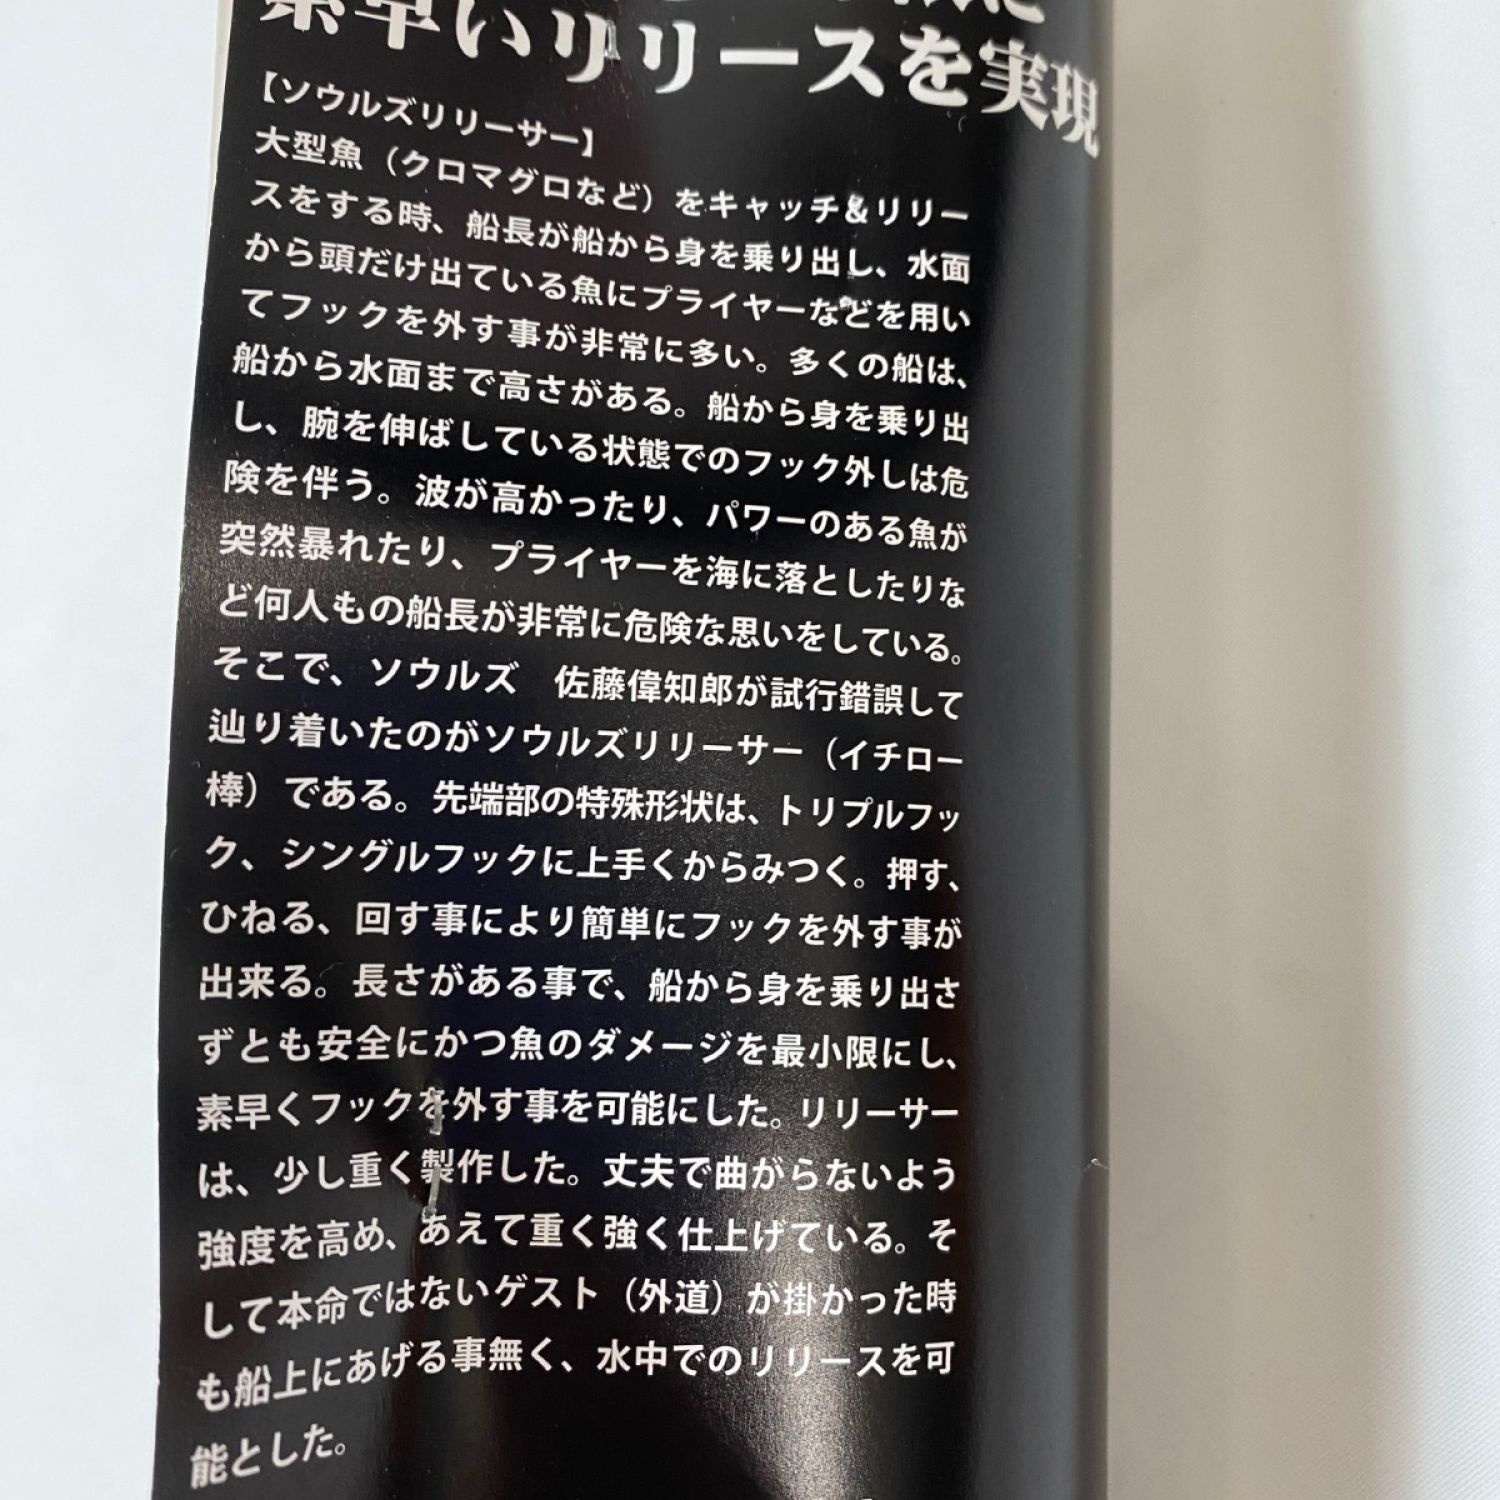 素早いリリースを実現
【ソウルズリリーサー】
大型魚（クロマグロなど）をキャッチ&リリー
スをする時、船長が船から身を乗り出し、水面
から頭だけ出ている魚にプライヤーなどを用い
てフックを外す事が非常に多い。多くの船は、
船から水面まで高さがある。船から身を乗り出
し、腕を伸ばしている状態でのフック外しは危
険を伴う。波が高かったり、パワーのある魚が
突然暴れたり、プライヤーを海に落としたりな
ど何人もの船長が非常に危険な思いをしている。
そこで、ソウルズ　佐藤偉知郎が試行錯誤して
辿り着いたのがソウルズリリーサー（イチロー
棒）である。先端部の特殊形状は、トリプルフッ
ク、シングルフックに上手くからみつく。押す、
ひねる、回す事により簡単にフックを外す事が
出来る。長さがある事で、船から身を乗り出さ
ずとも安全にかつ魚のダメージを最小限にし、
素早くフックを外す事を可能にした。リリーサー
は、少し重く製作した。丈夫で曲がらないよう
強度を高め、あえて重く強く仕上げている。そ
して本命ではないゲスト（外道）が掛かった時
も船上にあげる事無く、水中でのリリースを可
能とした。